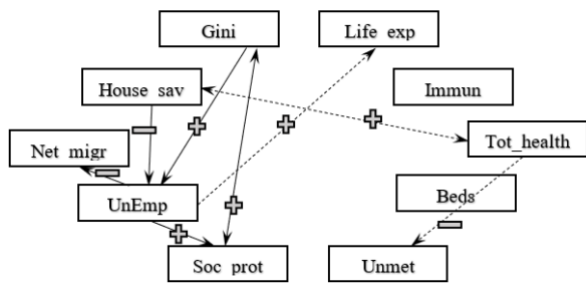 Gini
Life exp
House sav
Immun
Net migr
Tot_health
UnEmp
Beds
Soc prot
Unmet